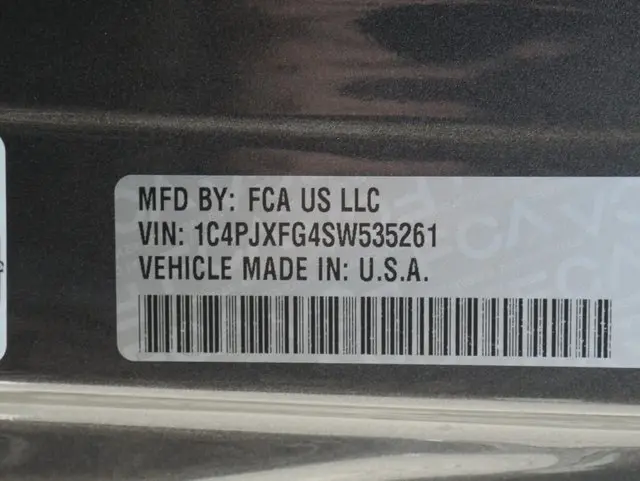 MFD BY: FCA US LLC
VIN: 1C4PJXFG4SW535261
VEHICLE MADE IN: U.S.A.